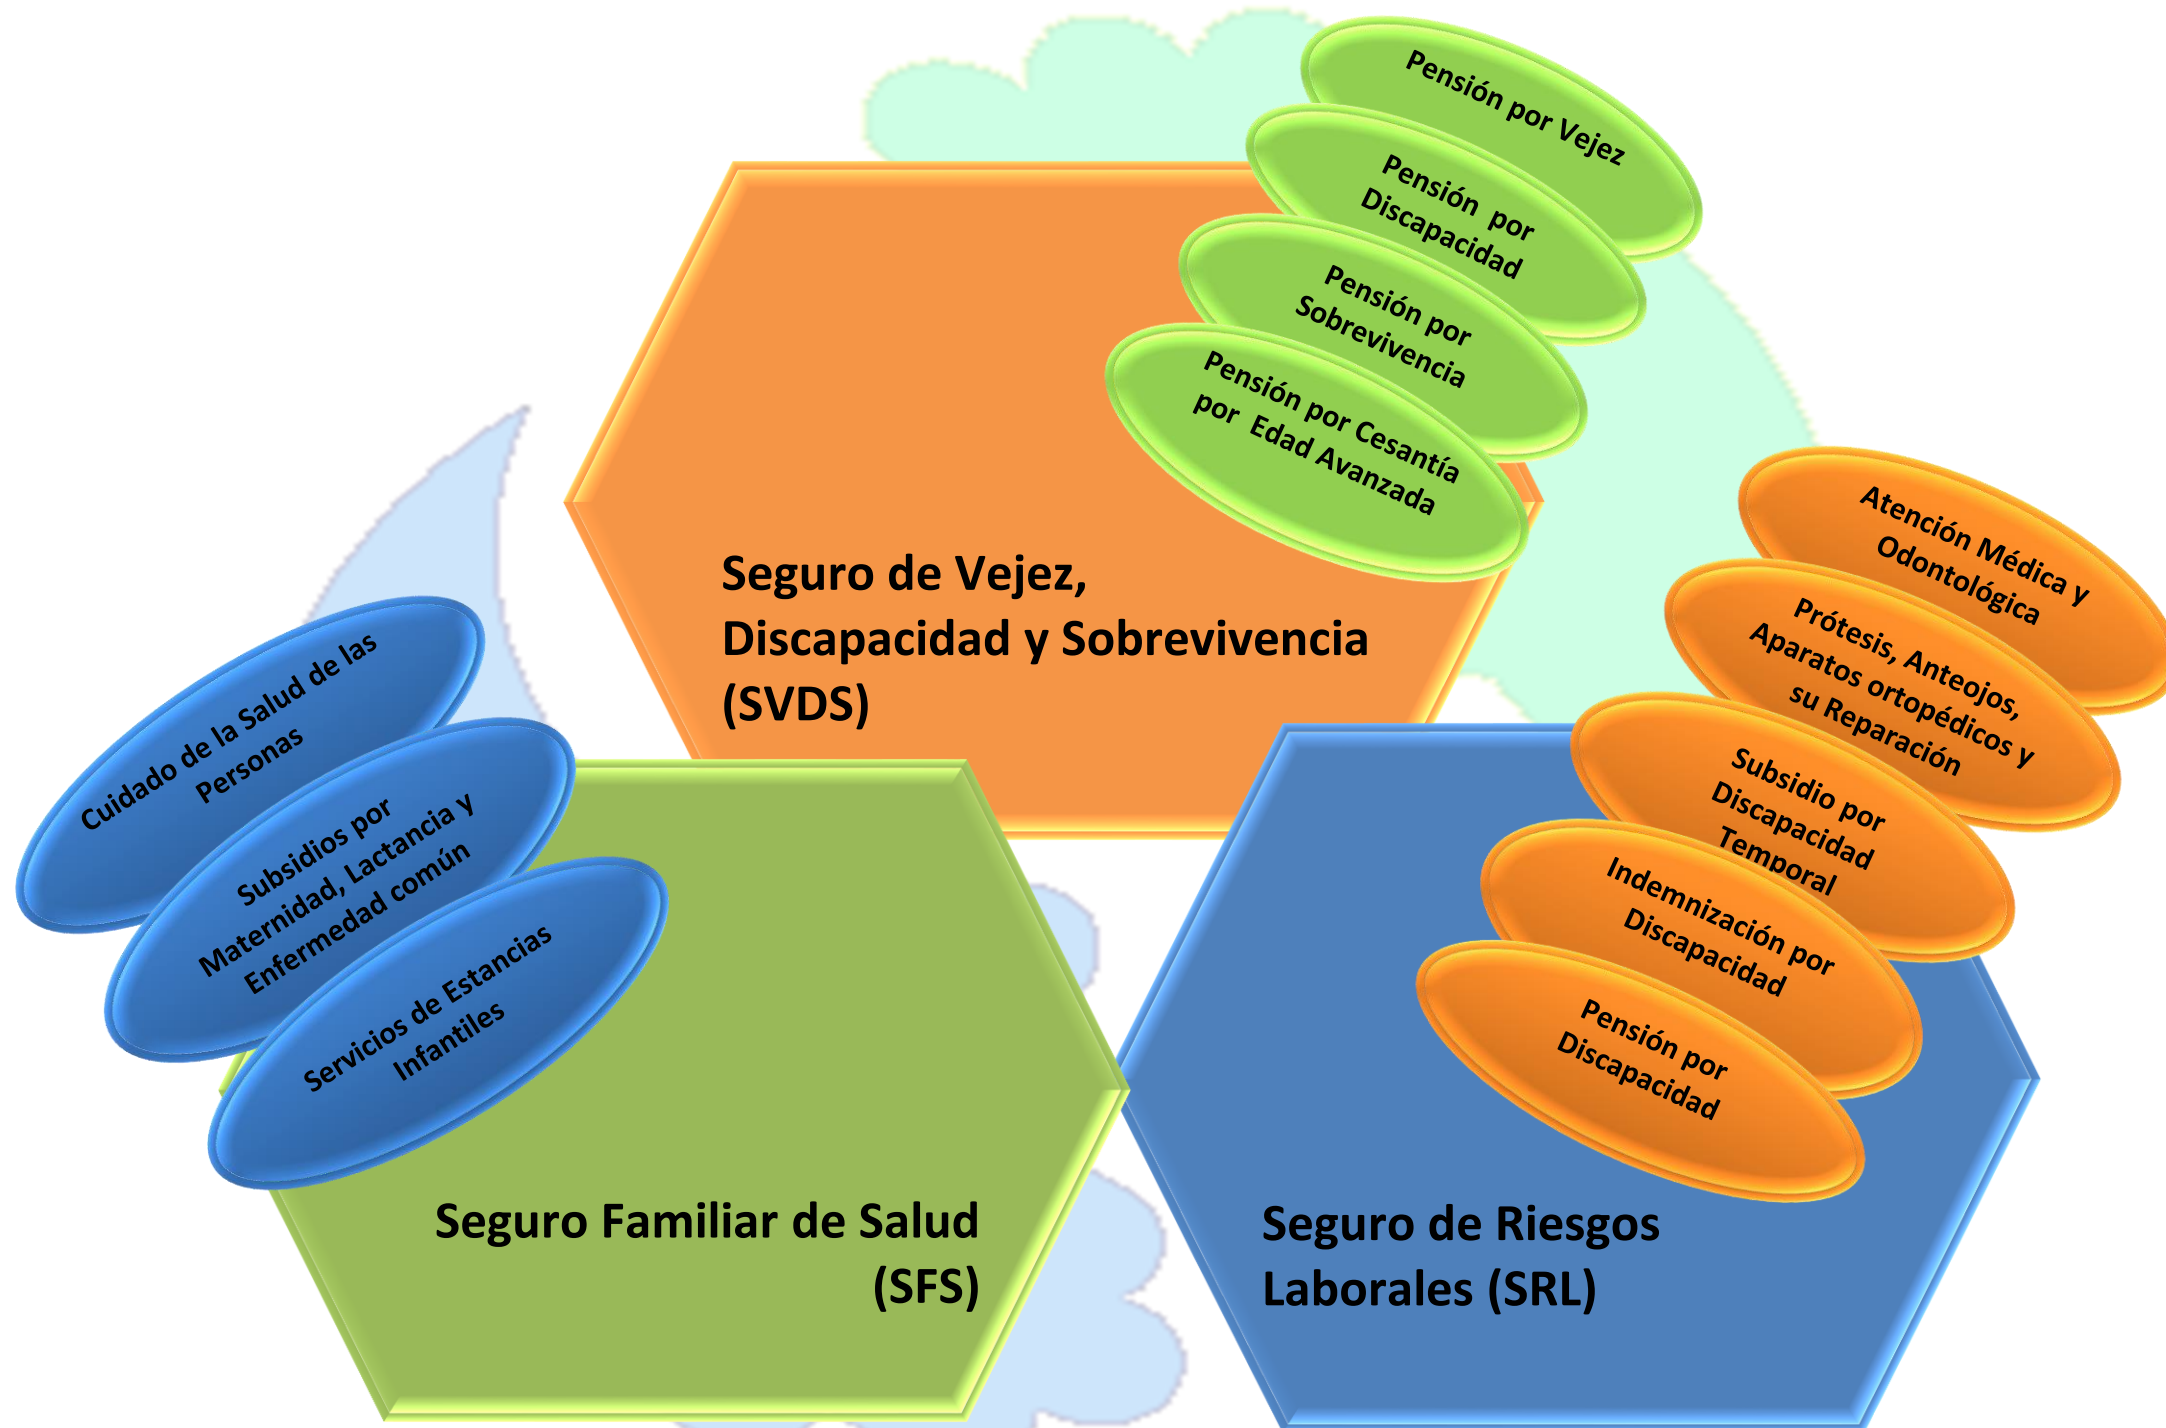 Pensión por Vejez
Pensión por
Discapacidad
Pensión por
Sobrevivencia
Pensión por Cesantía
por Edad Avanzada
Seguro de Vejez,
Discapacidad y Sobrevivencia
(SVDS)
Cuidado de la Salud de las
Personas
Subsidios por
Maternidad, Lactancia y
Enfermedad común
Servicios de Estancias
Infantiles
Seguro Familiar de Salud
(SFS)
Atención Médica y
Odontológica
Prótesis, Anteojos,
Aparatos ortopédicos y
su Reparación
Subsidio por
Discapacidad
Temporal
Indemnización por
Discapacidad
Pensión por
Discapacidad
Seguro de Riesgos
Laborales (SRL)